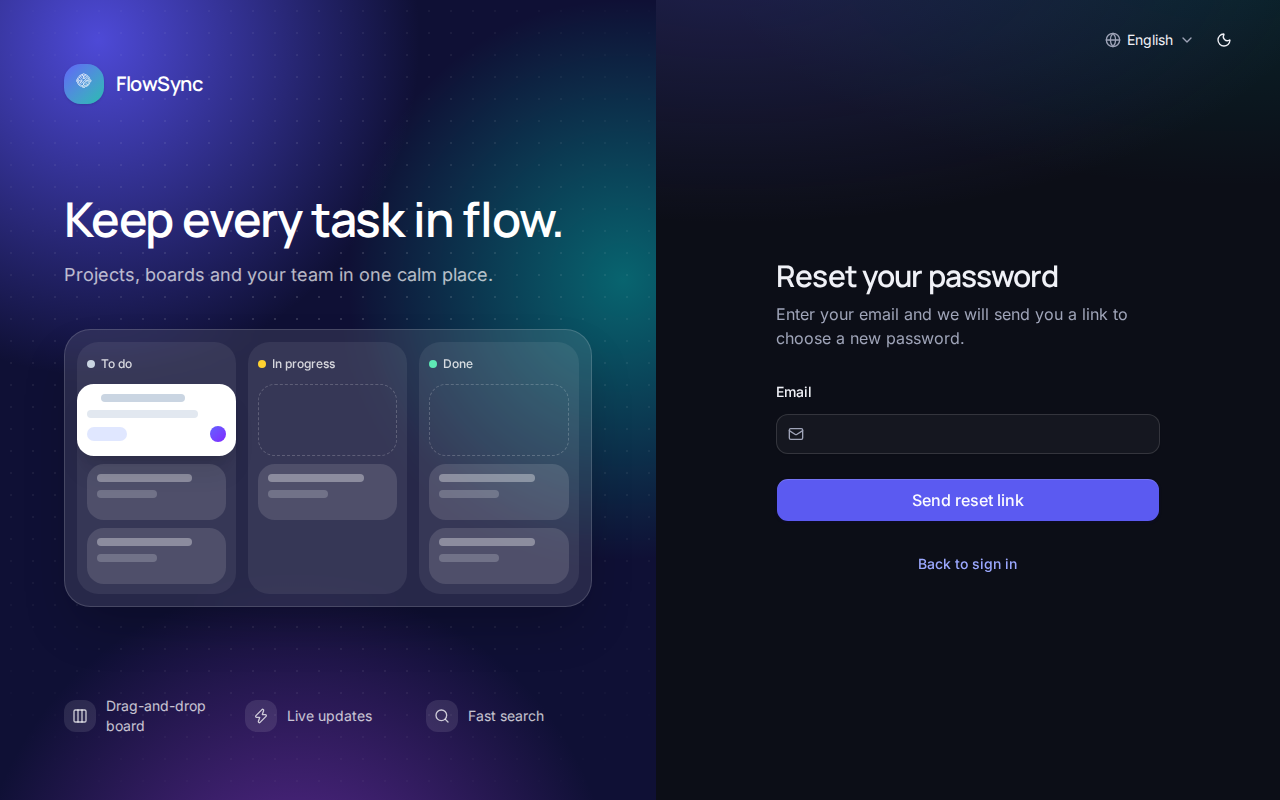 FlowSync
Keep every task in flow.
Projects, boards and your team in one calm place.
To do
In progress
Done
Drag-and-drop
board
Live updates
Fast search
English
Reset your password
Enter your email and we will send you a link to
choose a new password.
Email
Send reset link
Back to sign in